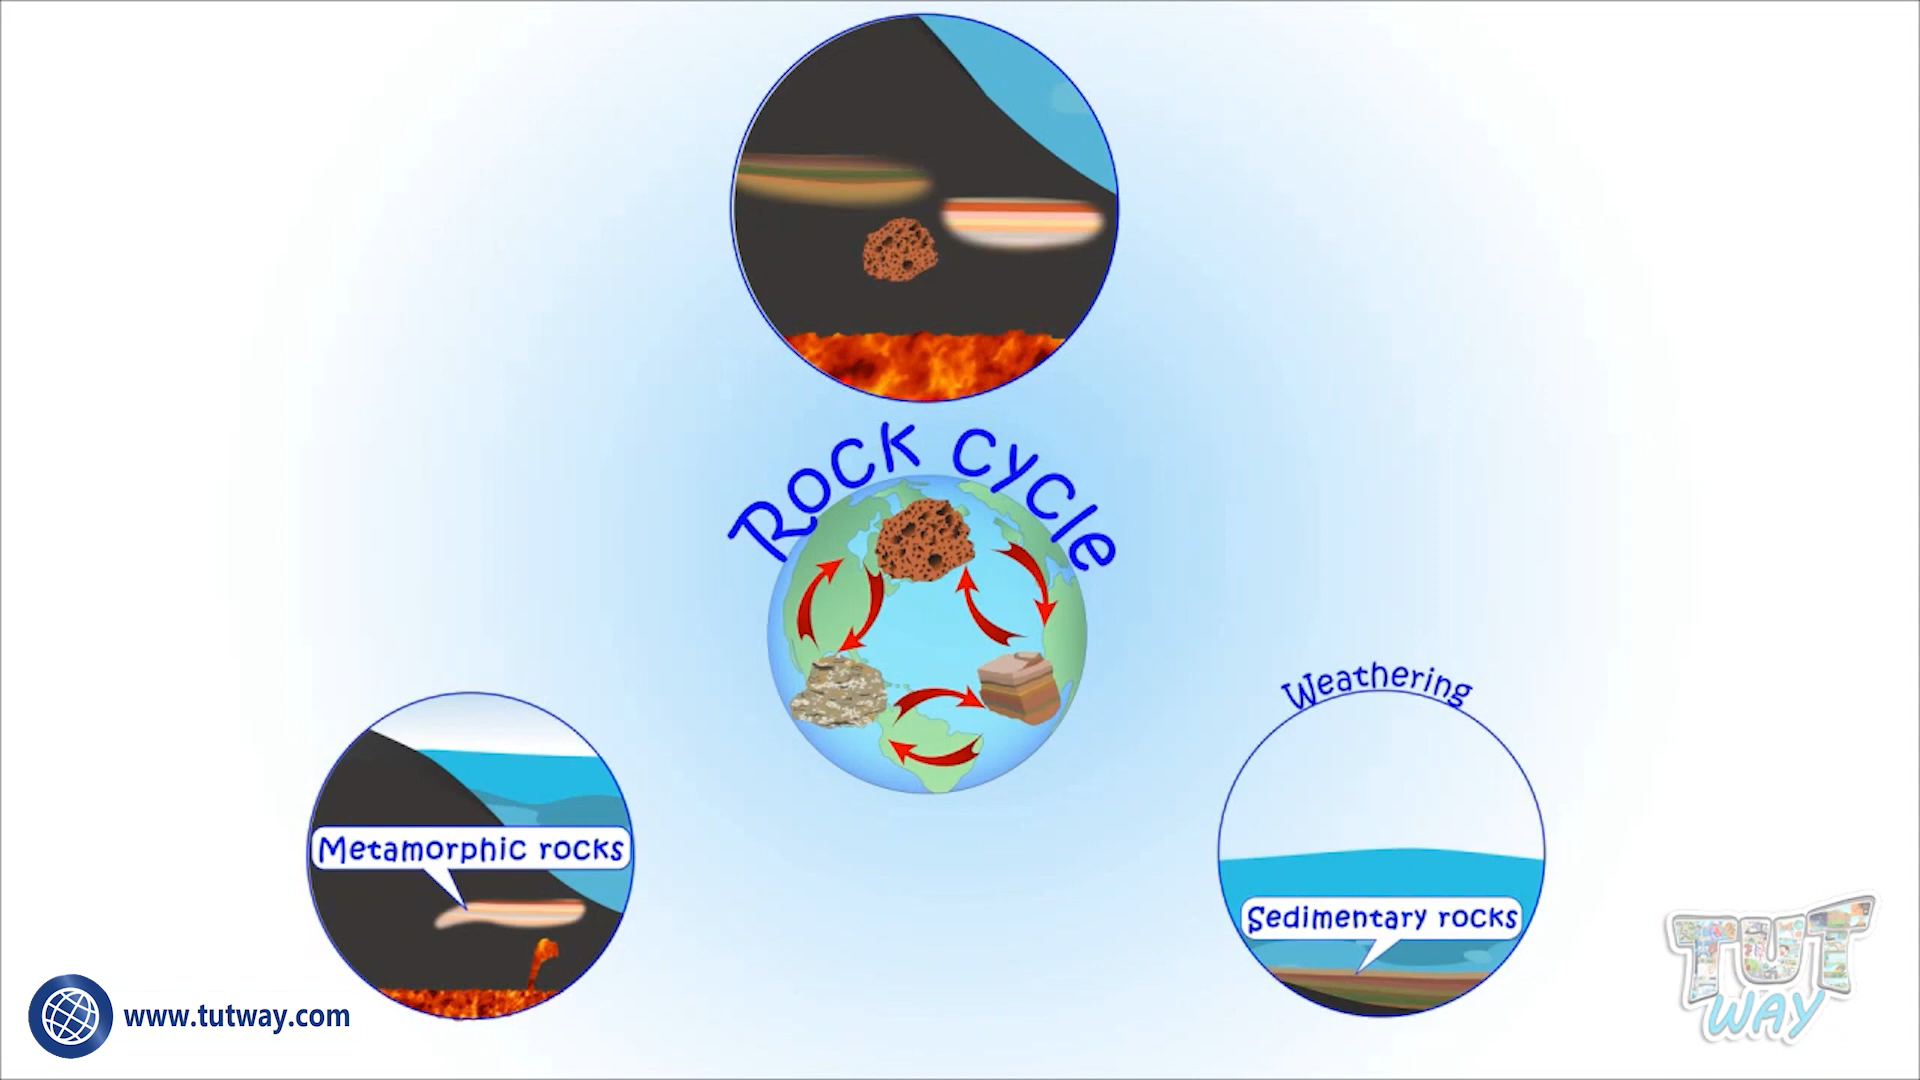 Rock cycle
Weathering
Metamorphic rocks
Sedimentary rocks
TUT
WAY
www.tutway.com